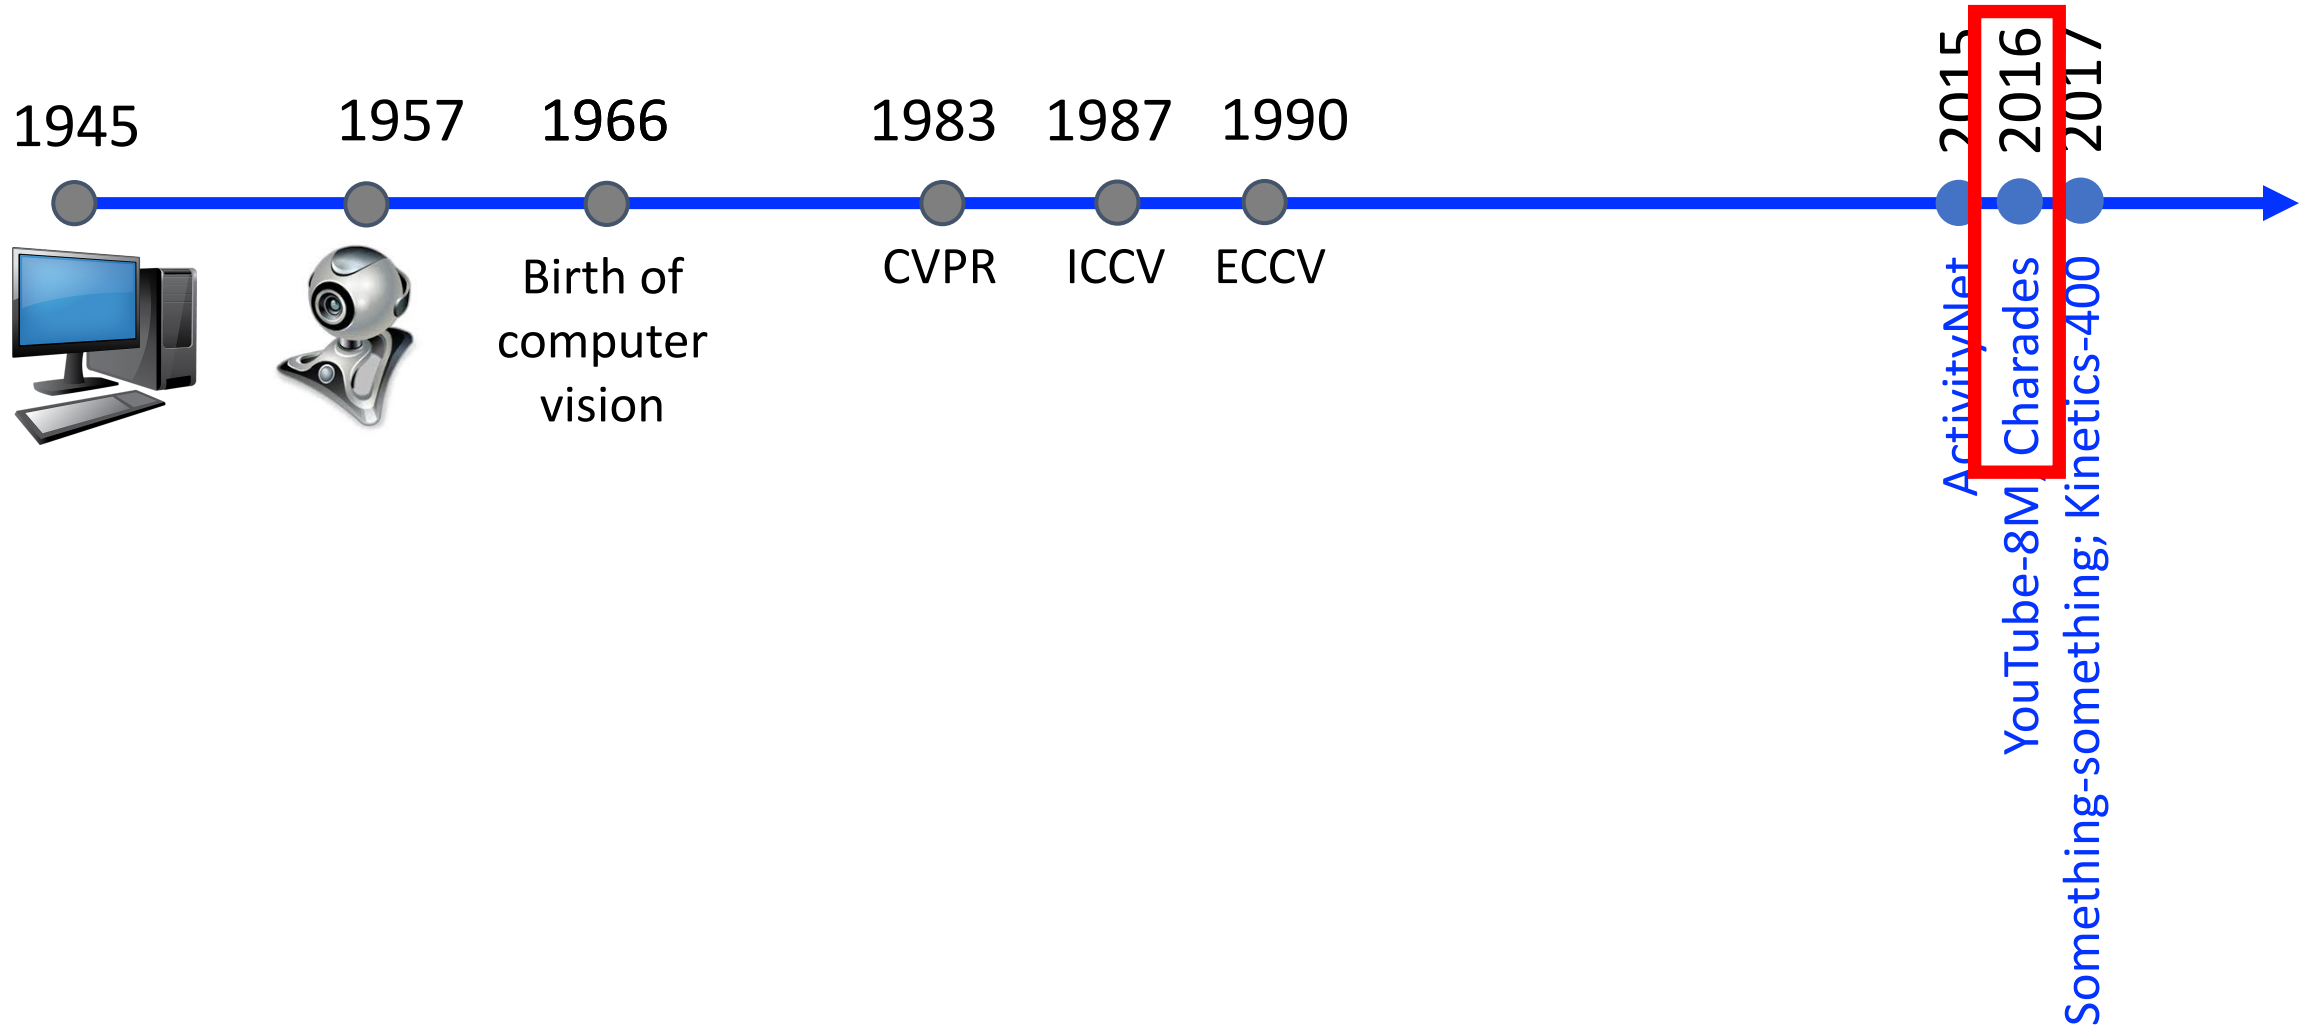 1945
1957
1966
1983
1987
1990
2015
2016
2017
Birth of
computer
vision
CVPR
ICCV
ECCV
ActivityNet
YouTube-8M, Charades
Something-something; Kinetics-400